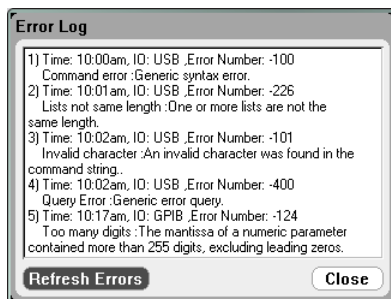 Error Log
1) Time: 10:00am, IO: USB ,Error Number: -100
Command error :Generic syntax error.
2) Time: 10:01am, IO: USB ,Error Number: -226
Lists not same length :One or more lists are not the
same length.
3) Time: 10:02am, IO: USB ,Error Number: -101
Invalid character :An invalid character was found in the
command string..
4) Time: 10:02am, IO: USB ,Error Number: -400
Query Error :Generic error query.
5) Time: 10:17am, IO: GPIB ,Error Number: -124
Too many digits :The mantissa of a numeric parameter
contained more than 255 digits, excluding leading zeros.
Refresh Errors Close